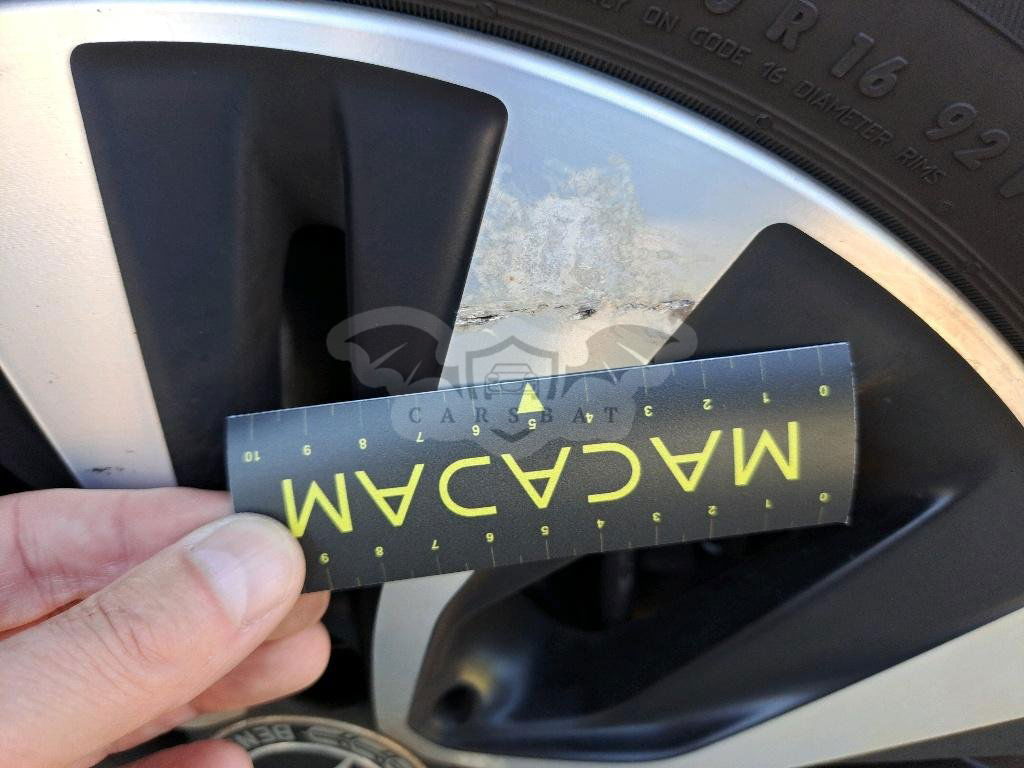 R 16 92
ON CODE 16 DIAMETER RIMS
CARSBAT
10 9 8 7 6 5 4 3 2 1 0
MACADAM
9 8 7 6 5 4 3 2 1 0
BEN